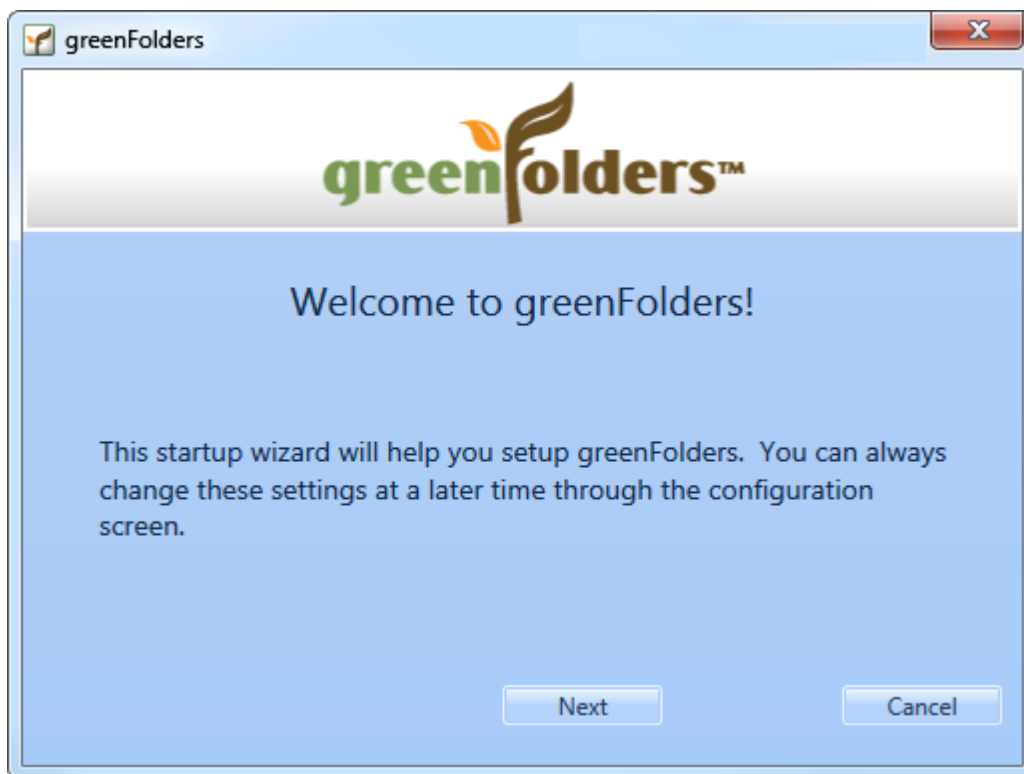 greenFolders
greenfolders™
Welcome to greenFolders!
This startup wizard will help you setup greenFolders.  You can always
change these settings at a later time through the configuration
screen.
Next
Cancel